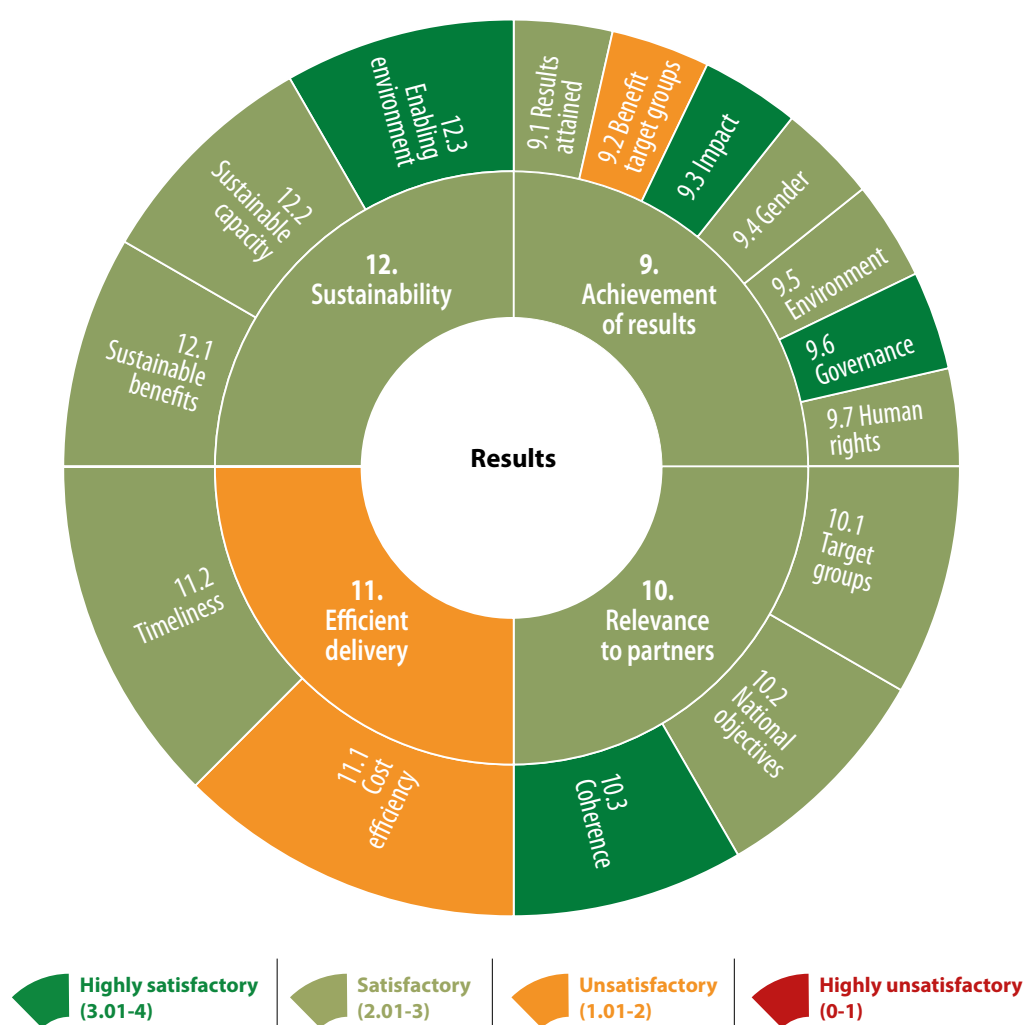 Results
9.
Achievement
of results
9.1 Results
attained
9.2 Benefit
target groups
9.3 Impact
9.4 Gender
9.5
Environment
9.6
Governance
9.7 Human
rights
10.
Relevance
to partners
10.1
Target
groups
10.2
National
objectives
10.3
Coherence
11.
Efficient
delivery
11.1 Cost
efficiency
11.2
Timeliness
12.
Sustainability
12.1
Sustainable
benefits
12.2
Sustainable
capacity
12.3
Enabling
environment
Highly satisfactory
(3.01-4)
Satisfactory
(2.01-3)
Unsatisfactory
(1.01-2)
Highly unsatisfactory
(0-1)